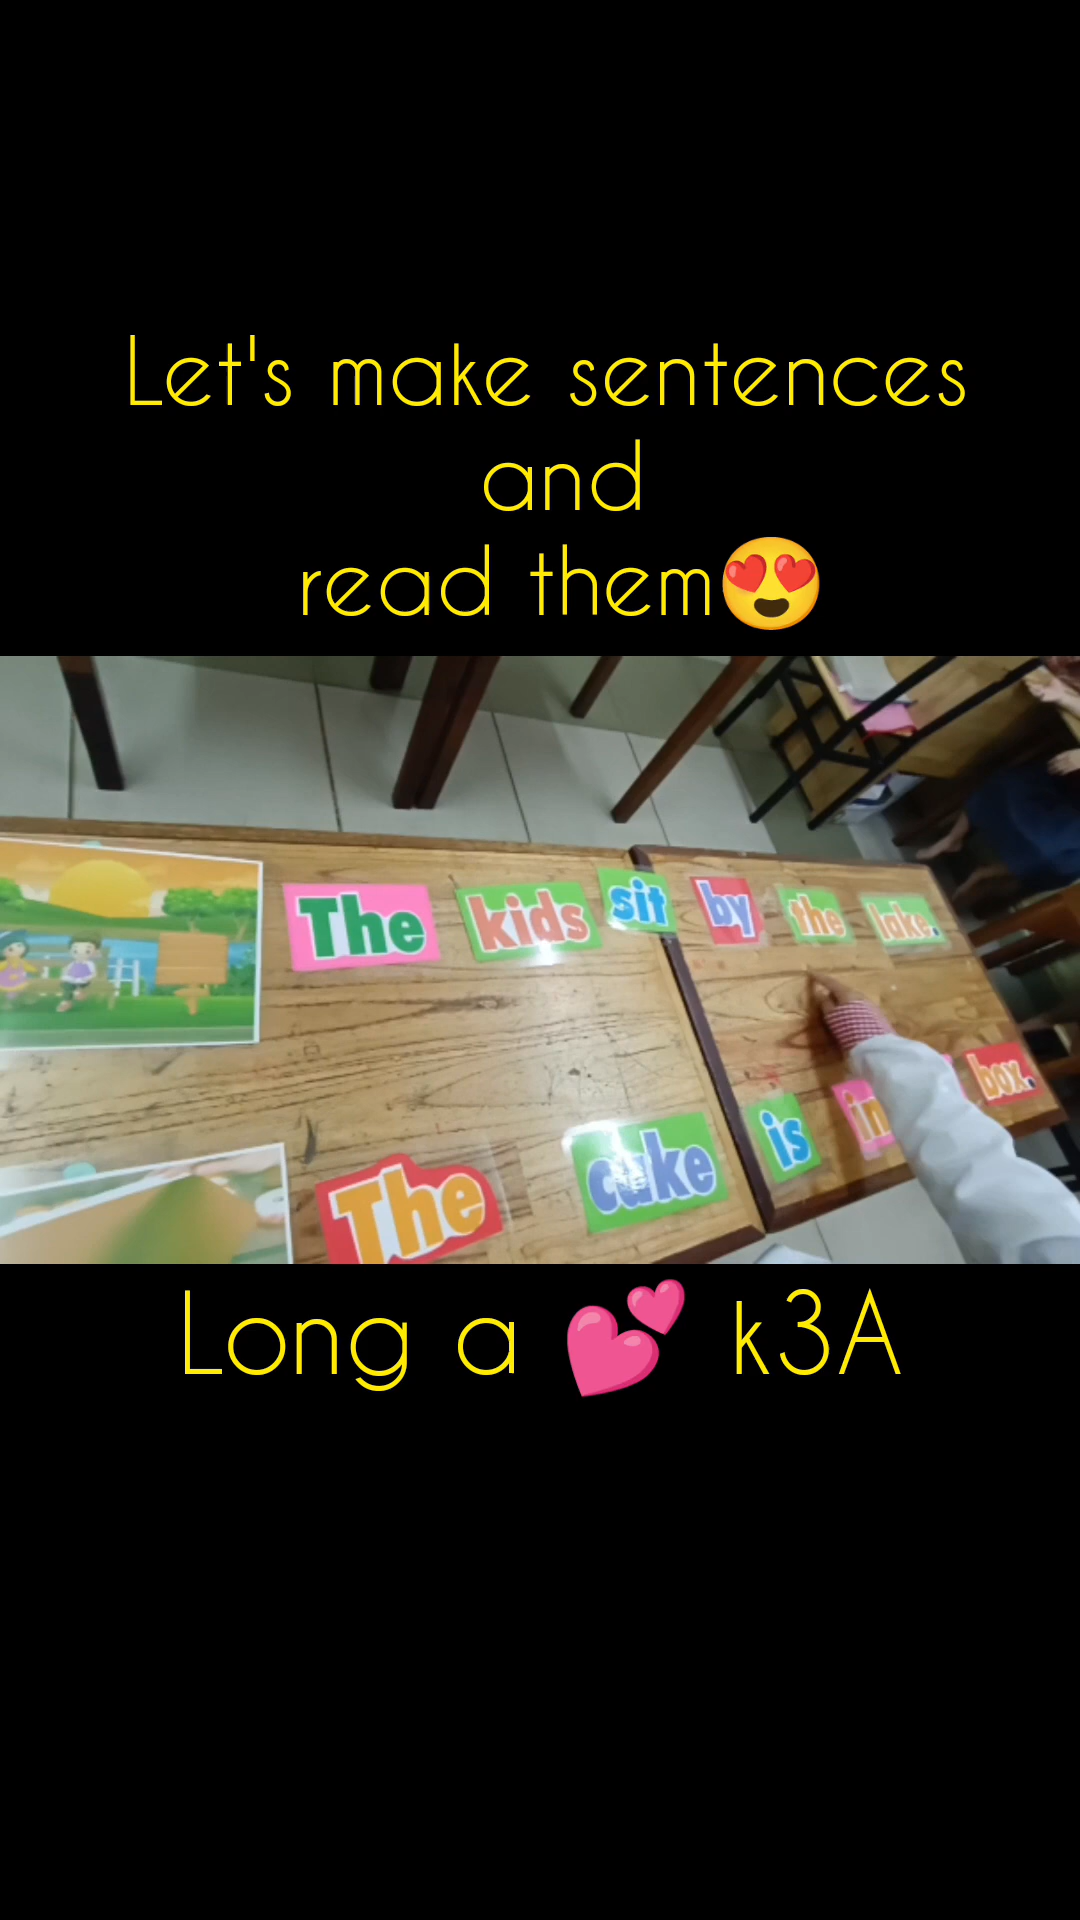 Let's make sentences
and
read them😍
The kids sit by the lake.
The cake is in box.
Long a 💕 k3A